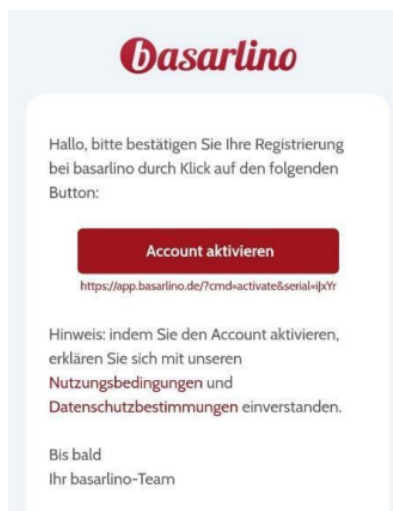 basarlino
Hallo, bitte bestätigen Sie Ihre Registrierung
bei basarlino durch Klick auf den folgenden
Button:
Account aktivieren
https://app.basarlino.de/?cmd=activate&serial=iJxYr
Hinweis: indem Sie den Account aktivieren,
erklären Sie sich mit unseren
Nutzungsbedingungen und
Datenschutzbestimmungen einverstanden.
Bis bald
Ihr basarlino-Team